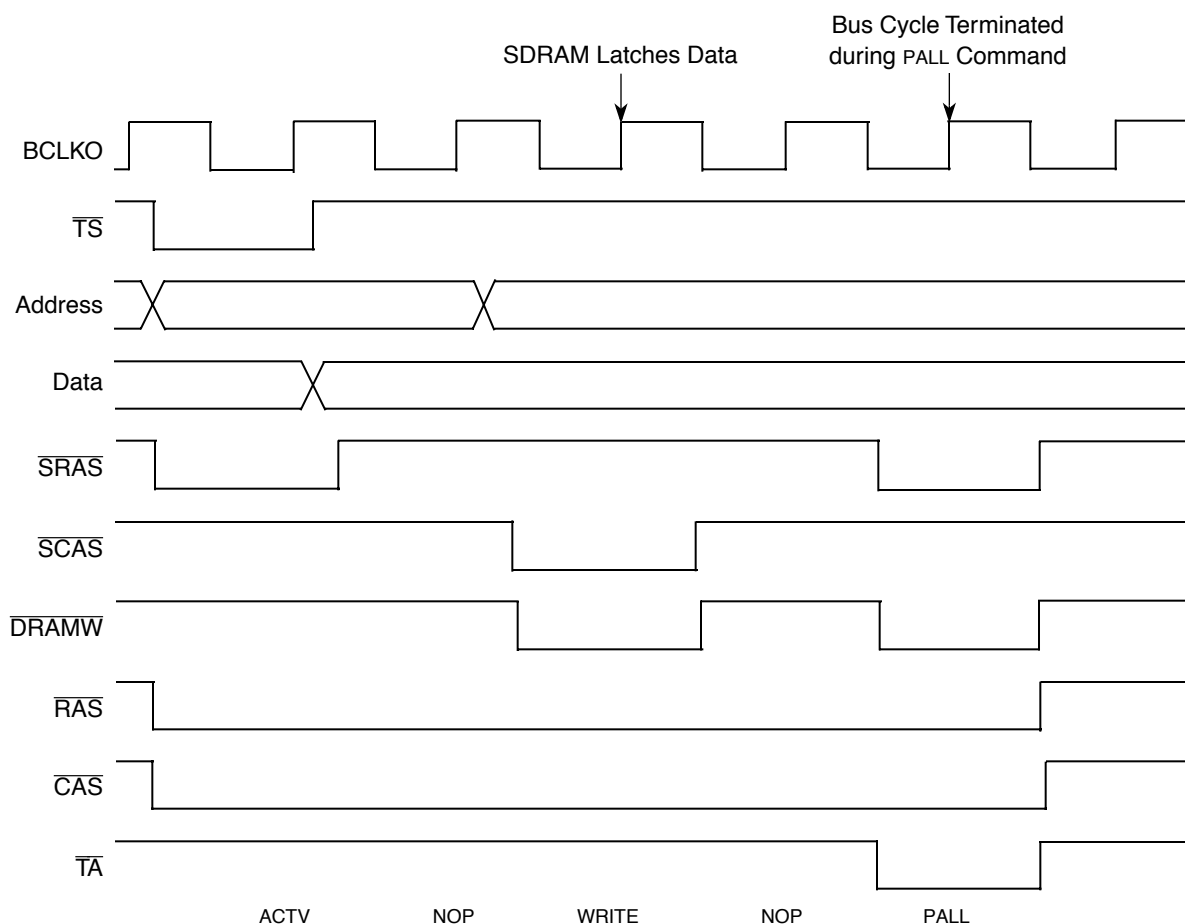 Bus Cycle Terminated
during PALL Command
SDRAM Latches Data
BCLKO
TS
Address
Data
SRAS
SCAS
DRAMW
RAS
CAS
TA
ACTV NOP WRITE NOP PALL